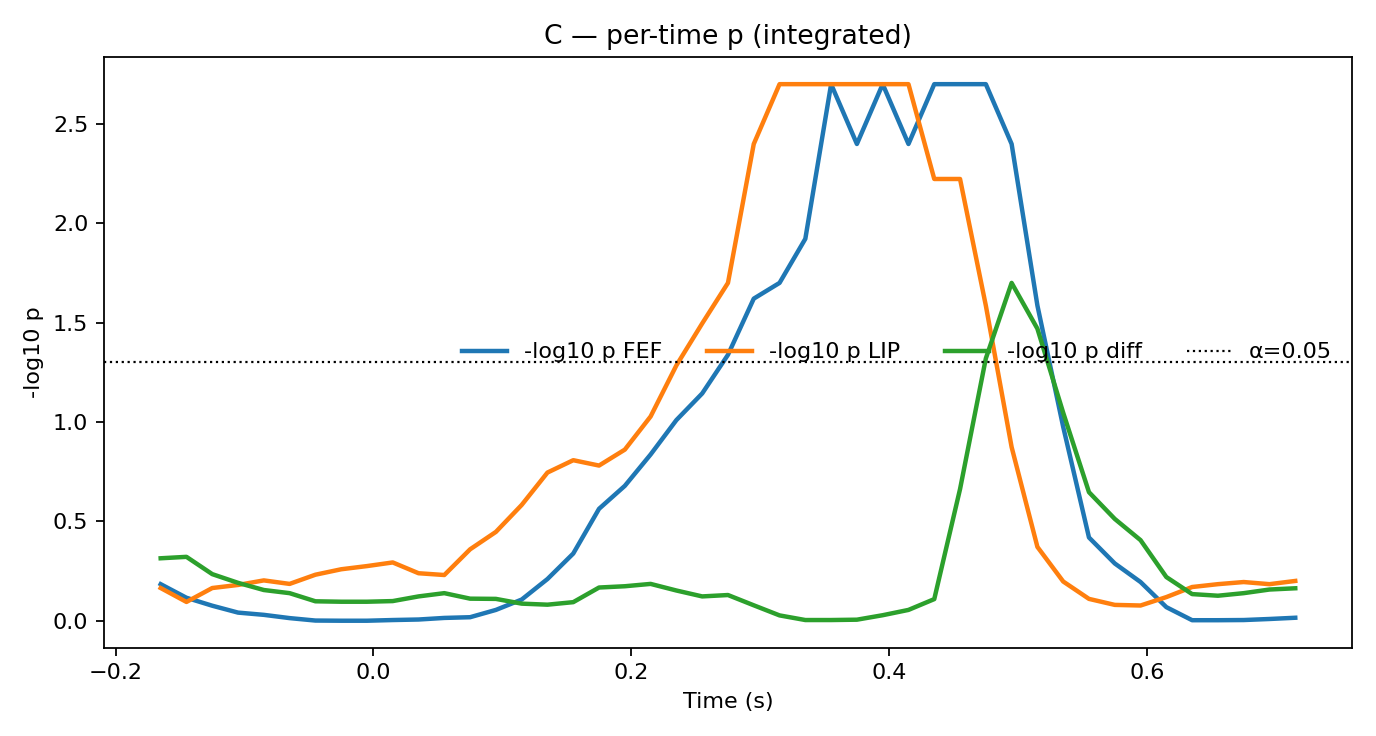 C — per-time p (integrated)
-log10 p
2.5
2.0
1.5
1.0
0.5
0.0
-log10 p FEF -log10 p LIP -log10 p diff α=0.05
−0.2 0.0 0.2 0.4 0.6
Time (s)